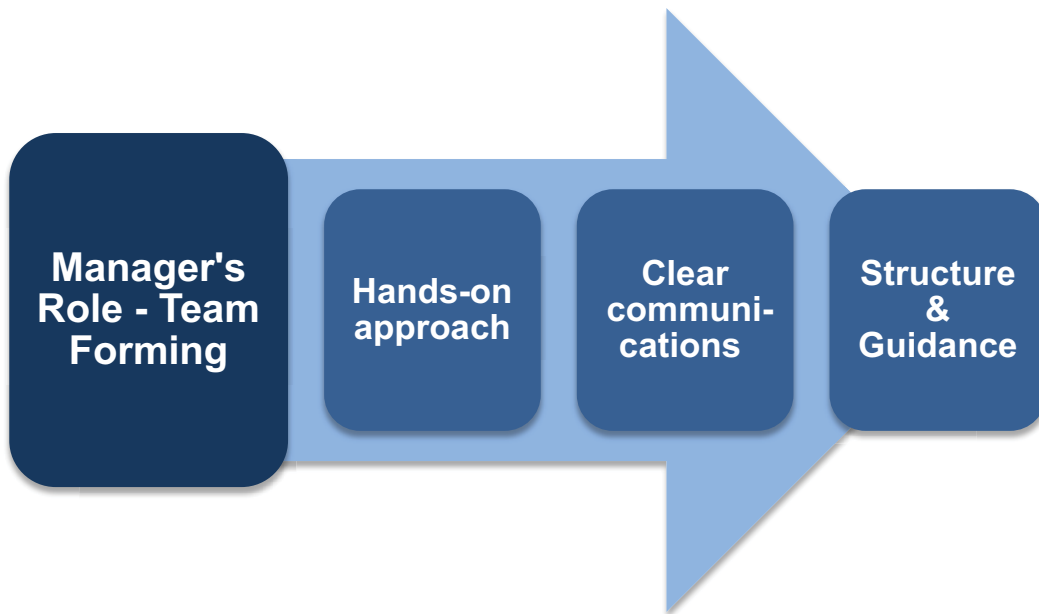 Manager's
Role - Team
Forming
Hands-on
approach
Clear
communi-
cations
Structure
&
Guidance